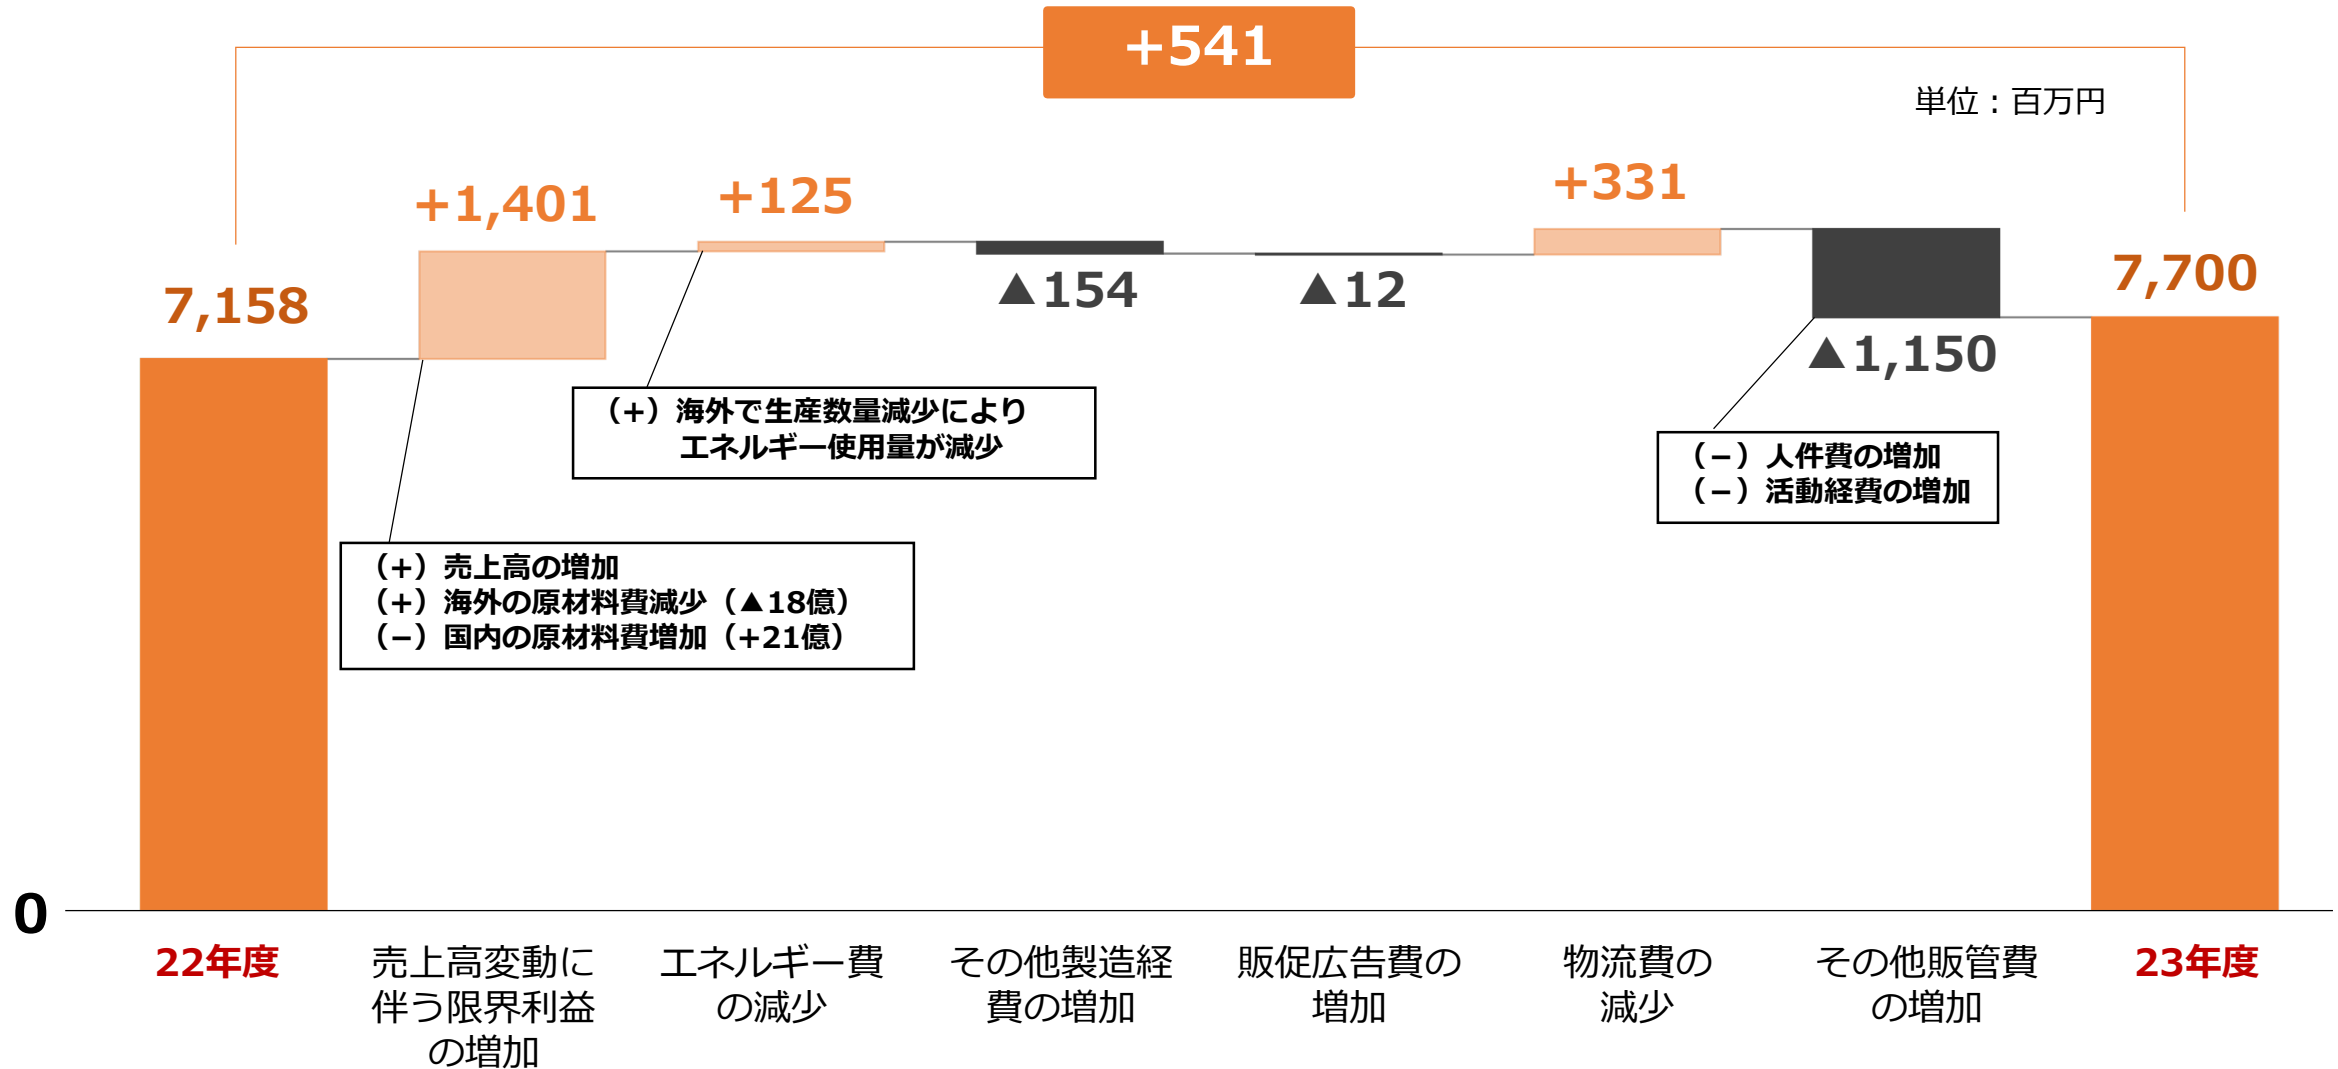 +541
単位：百万円
+1,401
+125
+331
7,158
▲154
▲12
7,700
▲1,150
（+）海外で生産数量減少により
エネルギー使用量が減少
（−）人件費の増加
（−）活動経費の増加
（+）売上高の増加
（+）海外の原材料費減少（▲18億）
（−）国内の原材料費増加（+21億）
0
22年度
売上高変動に
伴う限界利益
の増加
エネルギー費
の減少
その他製造経
費の増加
販促広告費の
増加
物流費の
減少
その他販管費
の増加
23年度